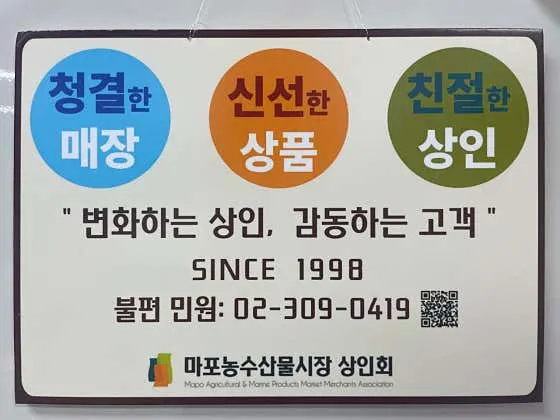 청결한 매장
신선한 상품
친절한 상인
" 변화하는 상인, 감동하는 고객 "
SINCE 1998
불편 민원: 02-309-0419
마포농수산물시장 상인회
Mapo Agricultural & Marine Products Market Merchants Association